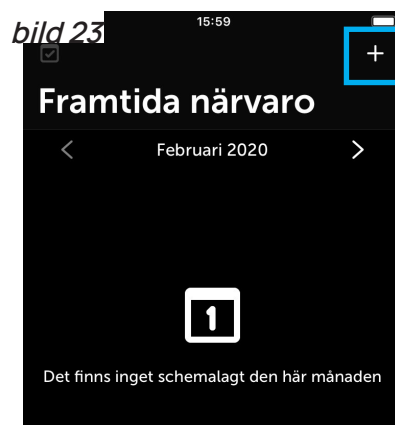 15:59
bild 23
+
Framtida närvaro
< Februari 2020 >
1
Det finns inget schemalagt den här månaden